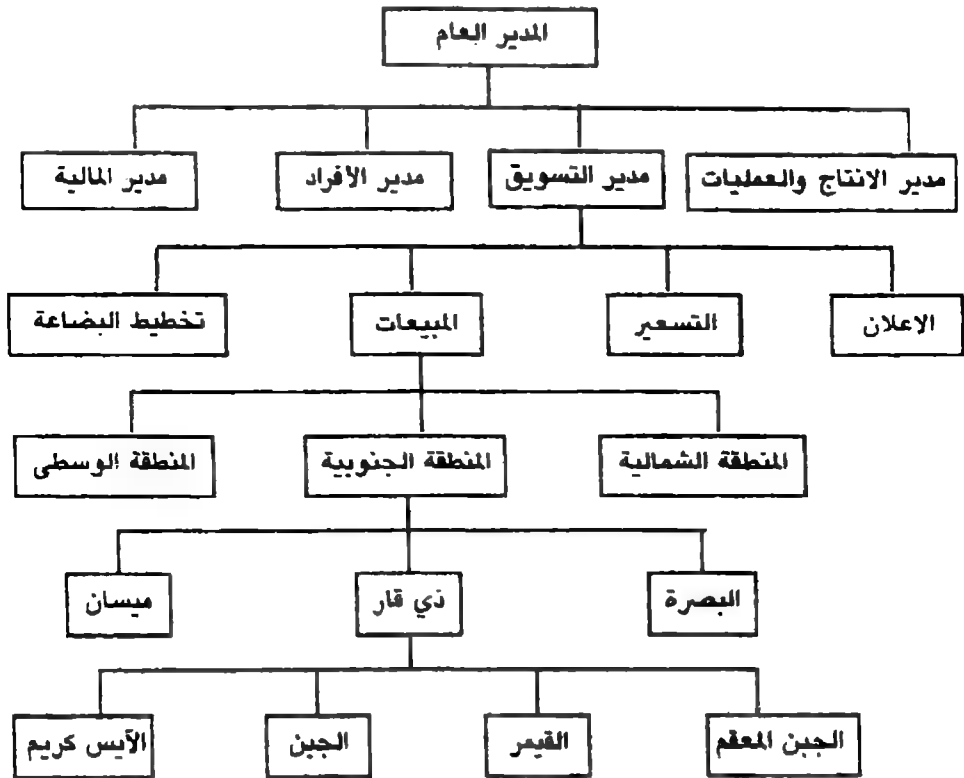 المدير العام
مدير الانتاج والعمليات
مدير التسويق
مدير الأفراد
مدير المالية
الاعلان
التسعير
المبيعات
تخطيط البضاعة
المنطقة الشمالية
المنطقة الجنوبية
المنطقة الوسطى
البصرة
ذي قار
ميسان
الجبن المعقم
القيمر
الجبن
الآيس كريم